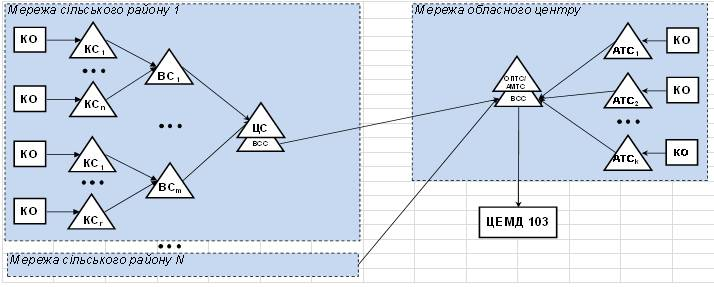 Мережа сільського району 1
КО
КС1
ВС1
КО
КСn
ЦС
ВСС
КО
КС1
ВСm
КО
КСr
Мережа сільського району N
Мережа обласного центру
ОПТС/
АМТС
ВСС
АТС1
КО
АТС2
КО
АТСk
КО
ЦЕМД 103